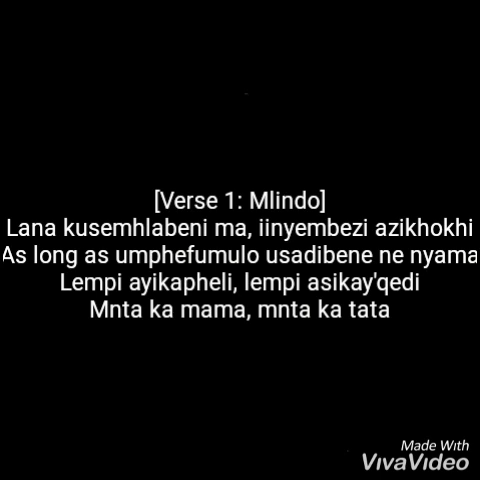 [Verse 1: Mlindo]
Lana kusemhlabeni ma, iinyembezi azikhokhi
As long as umphefumulo usadibene ne nyama
Lempi ayikapheli, lempi asikay'qedi
Mnta ka mama, mnta ka tata
Made With
VivaVideo